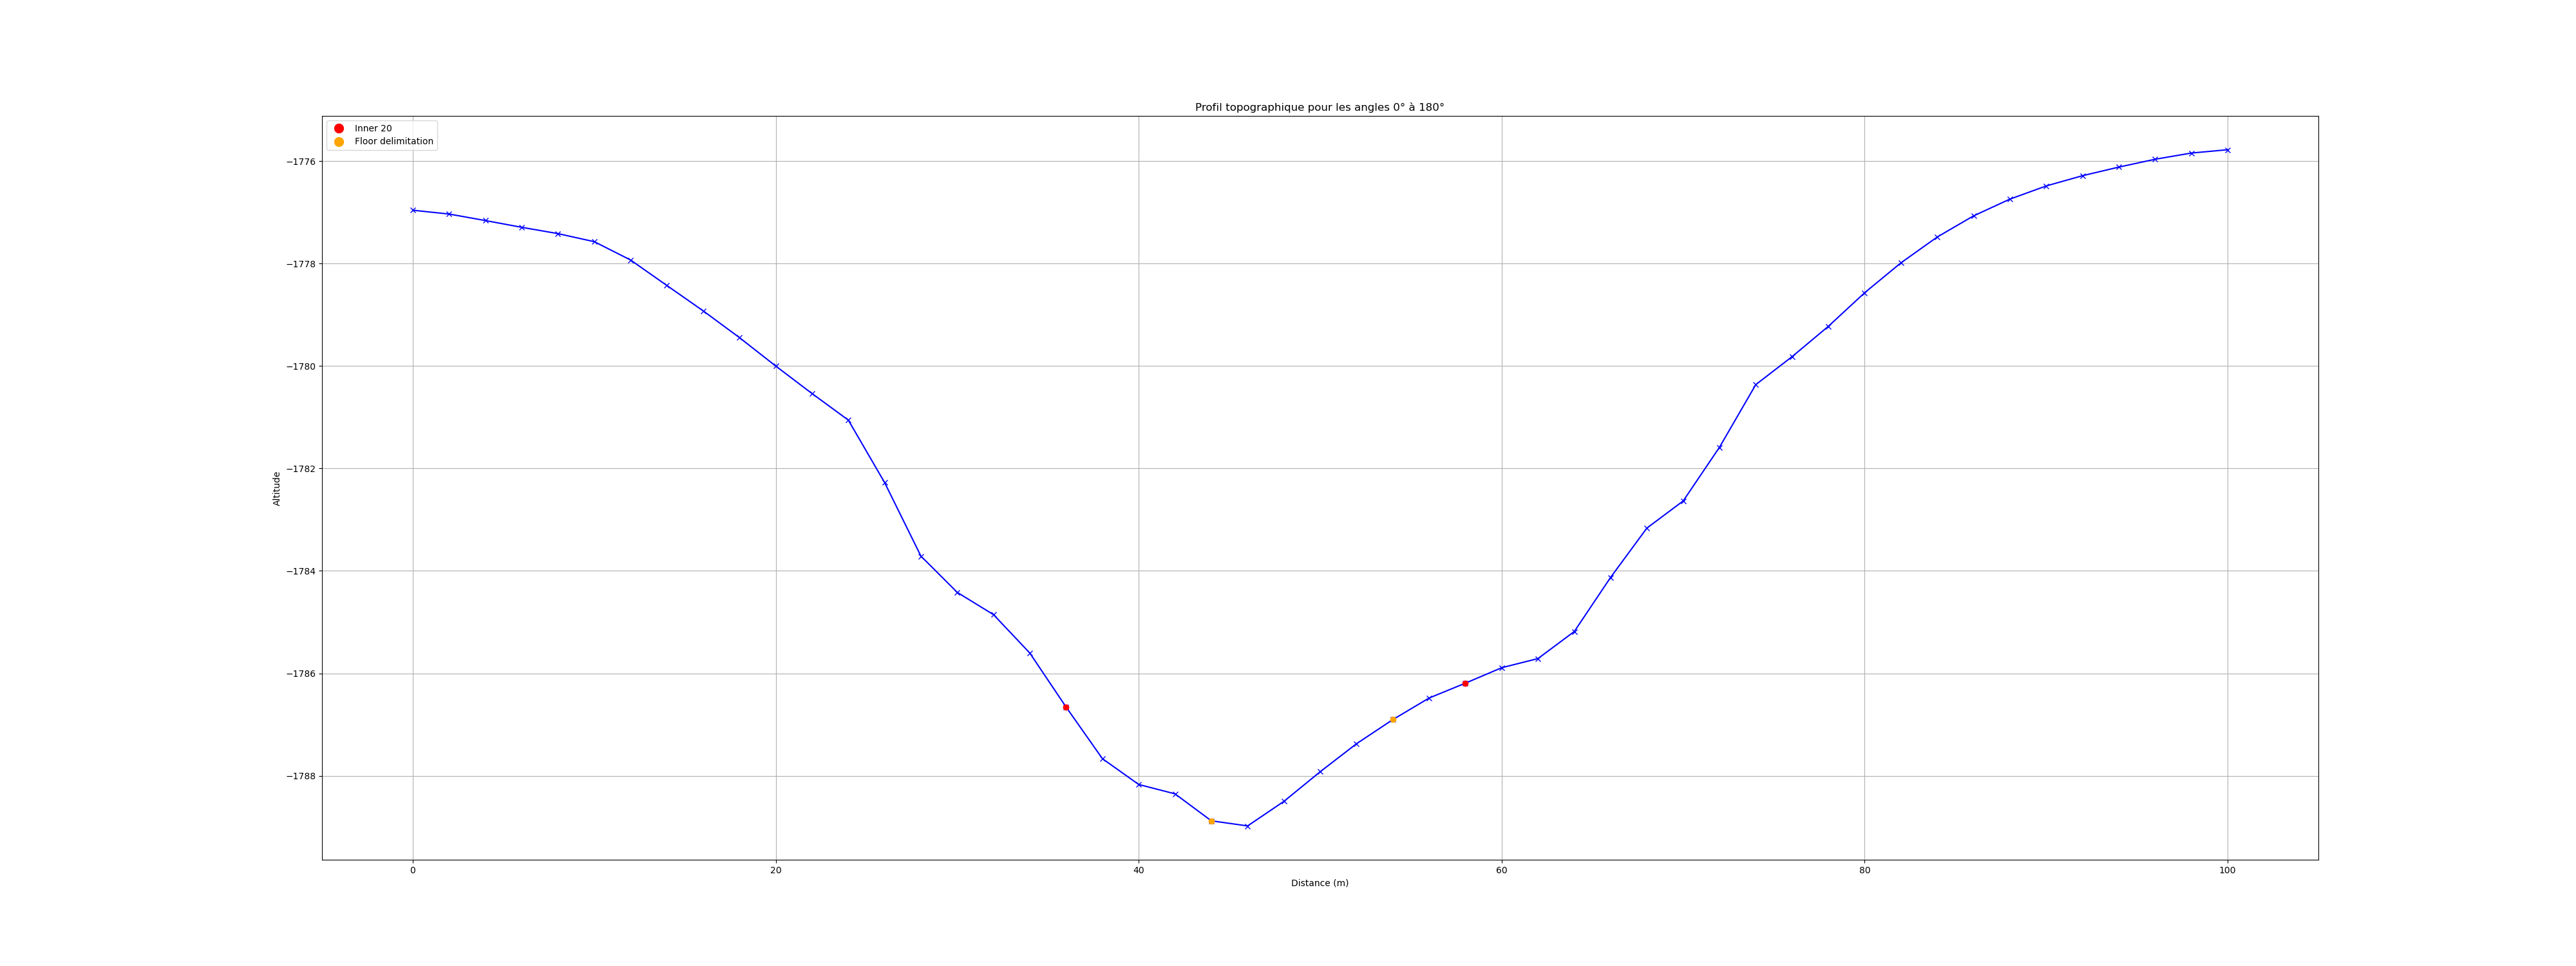 Profil topographique pour les angles 0° à 180°
Inner 20
Floor delimitation
−1776
−1778
−1780
−1782
−1784
−1786
−1788
Altitude
0
20
40
60
80
100
Distance (m)